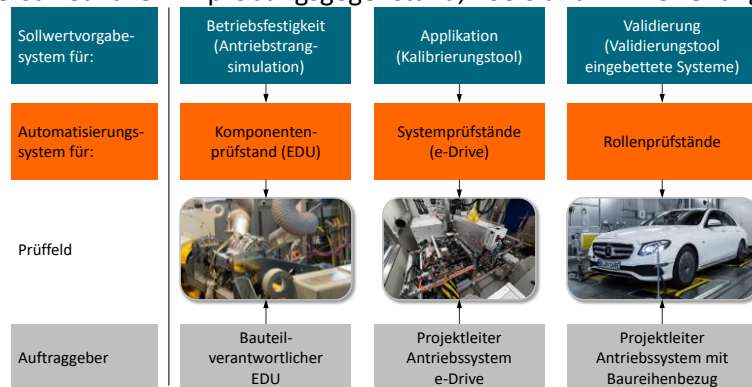 Sollwertvorgabe-
system für:
Betriebsfestigkeit
(Antriebstrang-
simulation)
Applikation
(Kalibrierungstool)
Validierung
(Validierungstool
eingebettete Systeme)
Automatisierungs-
system für:
Komponenten-
prüfstand (EDU)
Systemprüfstände
(e-Drive)
Rollenprüfstände
Prüffeld
Auftraggeber
Bauteil-
verantwortlicher
EDU
Projektleiter
Antriebssystem
e-Drive
Projektleiter
Antriebssystem mit
Baureihenbezug